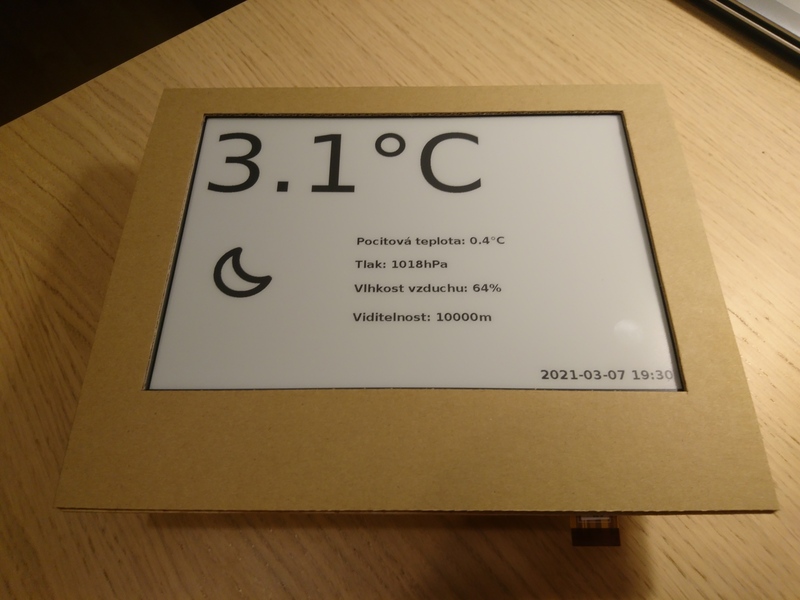 3.1°C
Pocitová teplota: 0.4°C
Tlak: 1018hPa
Vlhkost vzduchu: 64%
Viditelnost: 10000m
2021-03-07 19:30